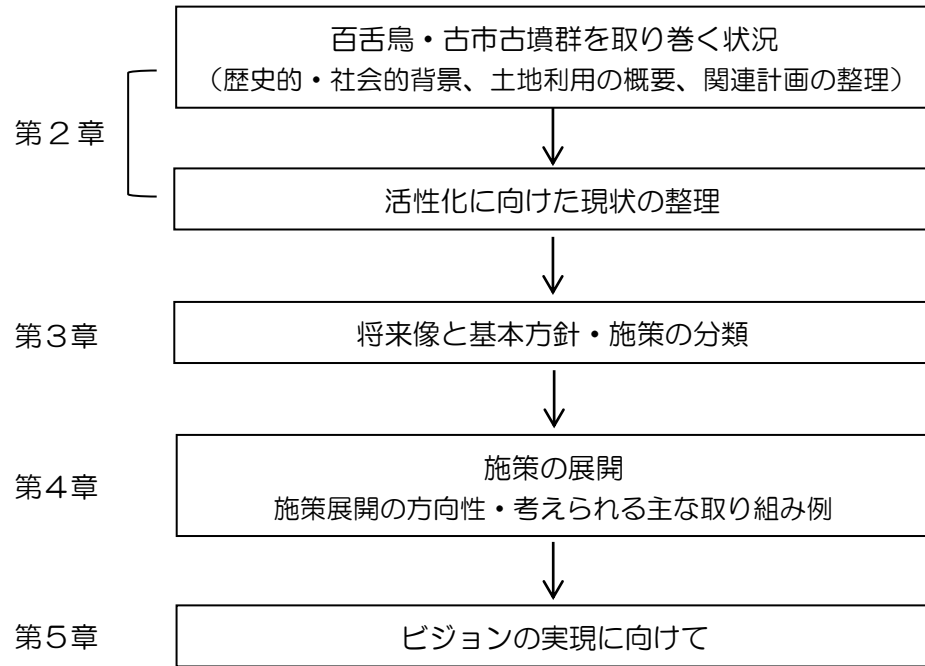 百舌鳥・古市古墳群を取り巻く状況
（歴史的・社会的背景、土地利用の概要、関連計画の整理）
第２章
活性化に向けた現状の整理
第3章
将来像と基本方針・施策の分類
第4章
施策の展開
施策展開の方向性・考えられる主な取り組み例
第5章
ビジョンの実現に向けて